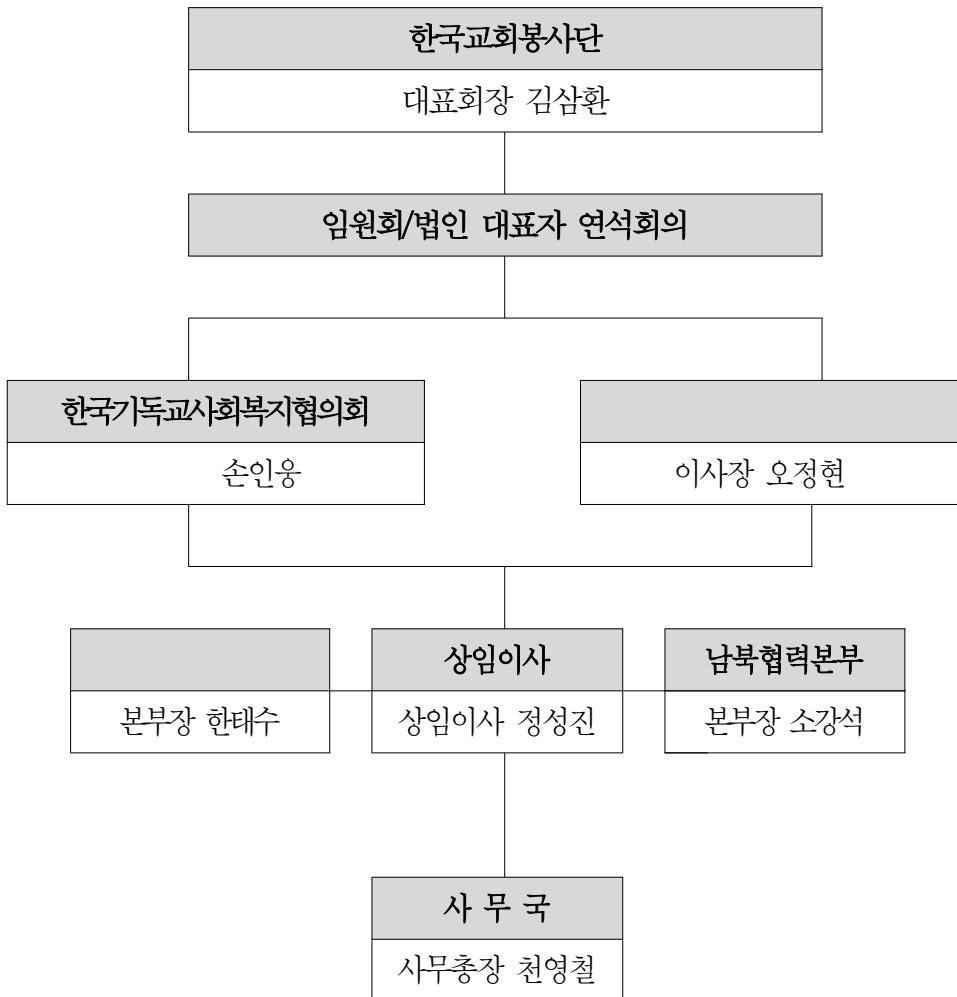 한국교회봉사단
대표회장 김삼환
임원회/법인 대표자 연석회의
한국기독교사회복지협의회
손인웅
이사장 오정현
본부장 한태수
상임이사
상임이사 정성진
남북협력본부
본부장 소강석
사 무 국
사무총장 천영철